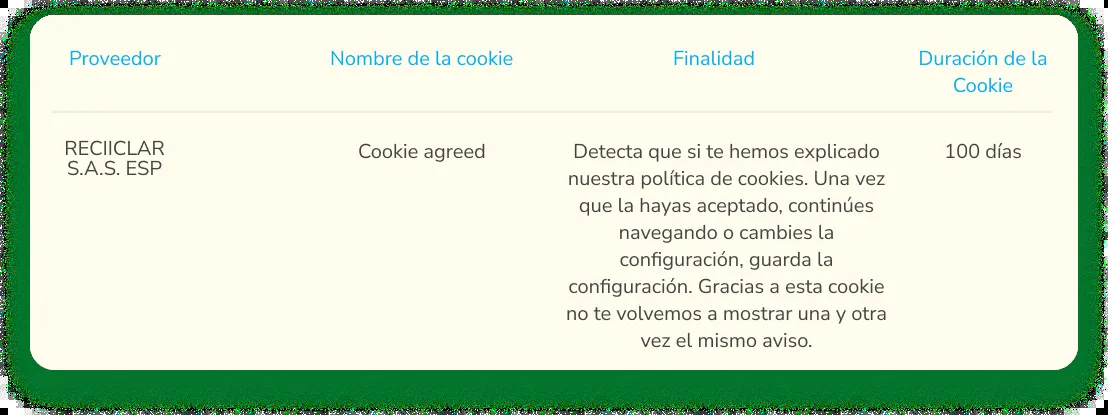 Proveedor
Nombre de la cookie
Finalidad
Duración de la
Cookie
RECIICLAR
S.A.S. ESP
Cookie agreed
Detecta que si te hemos explicado
nuestra política de cookies. Una vez
que la hayas aceptado, continúes
navegando o cambies la
configuración, guarda la
configuración. Gracias a esta cookie
no te volvemos a mostrar una y otra
vez el mismo aviso.
100 días